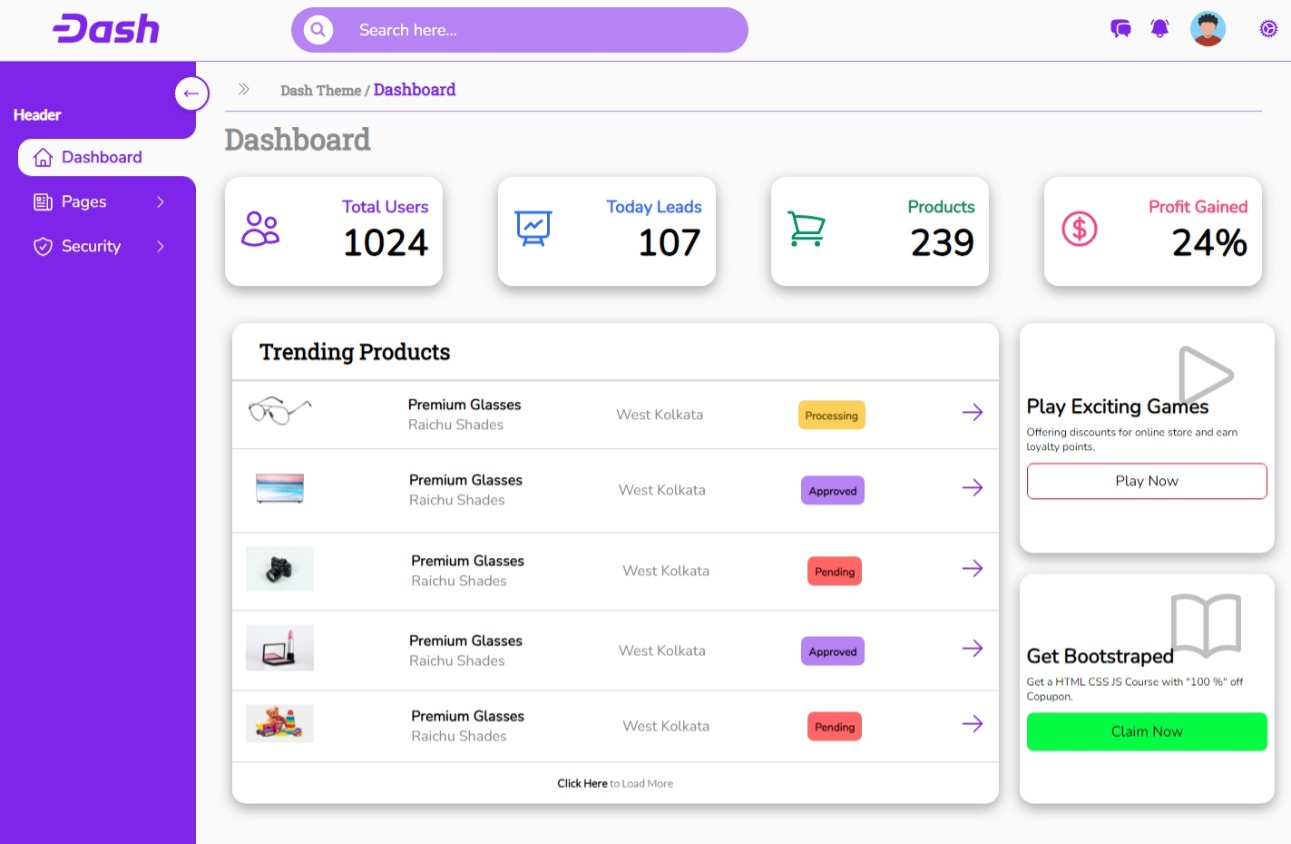 Dash
Search here...
Header
Dashboard
Pages
Security
Dash Theme / Dashboard
Dashboard
Total Users
1024
Today Leads
107
Products
239
Profit Gained
24%
Trending Products
Premium Glasses
Raichu Shades
West Kolkata
Processing
Premium Glasses
Raichu Shades
West Kolkata
Approved
Premium Glasses
Raichu Shades
West Kolkata
Pending
Premium Glasses
Raichu Shades
West Kolkata
Approved
Premium Glasses
Raichu Shades
West Kolkata
Pending
Click Here to Load More
Play Exciting Games
Offering discounts for online store and earn
loyalty points.
Play Now
Get Bootstraped
Get a HTML CSS JS Course with "100 %" off
Copupon.
Claim Now